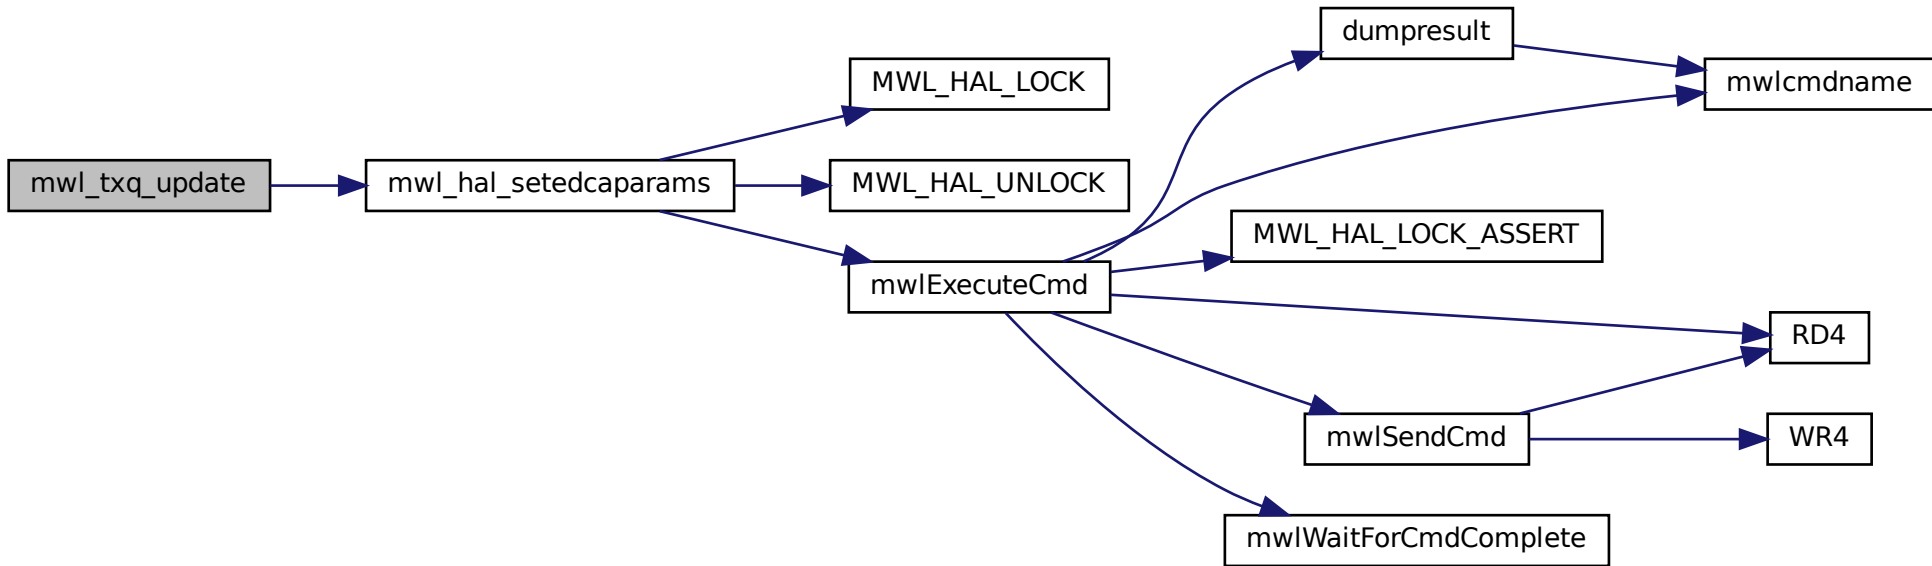 dumpresult
MWL_HAL_LOCK
mwlcmdname
mwl_txq_update
mwl_hal_setedcaparams
MWL_HAL_UNLOCK
MWL_HAL_LOCK_ASSERT
mwlExecuteCmd
RD4
mwlSendCmd
WR4
mwlWaitForCmdComplete